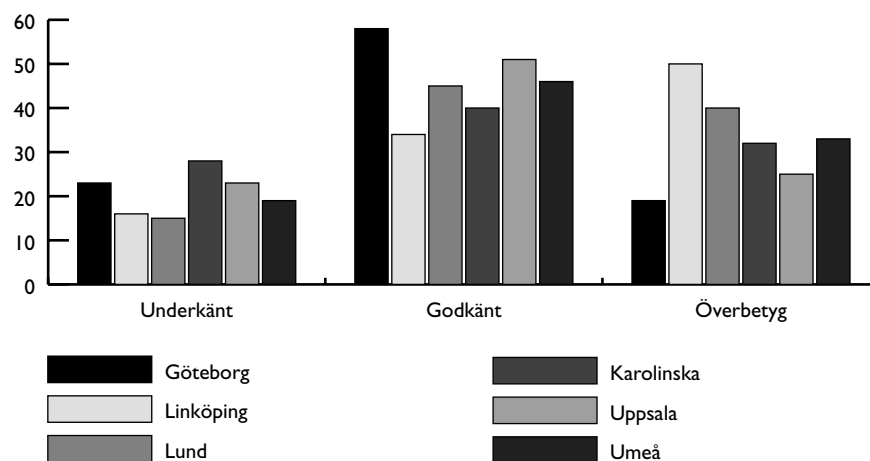 60
50
40
30
20
10
0
Underkänt Godkänt Överbetyg
Göteborg Karolinska
Linköping Uppsala
Lund Umeå